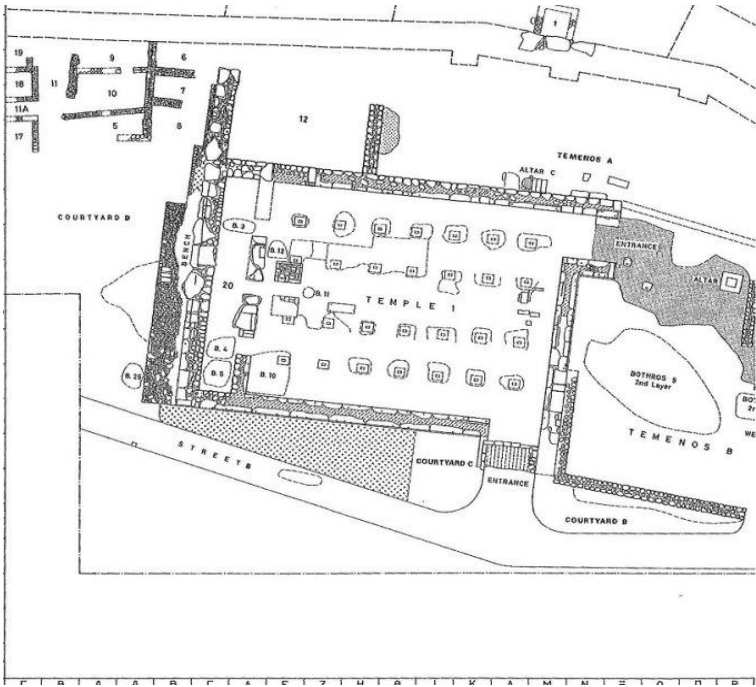 1
19
9
6
18
11
10
7
11A
5
8
17
12
TEMENOS A
ALTAR C
COURTYARD D
BENCH
B. 3
B. 12
ENTRANCE
ALTAR
20
B. 11
TEMPLE 1
B. 4
B. 5
B. 10
B. 25
BOTHROS 9
2nd Layer
TEMENOS B
STREET B
COURTYARD C
ENTRANCE
COURTYARD B